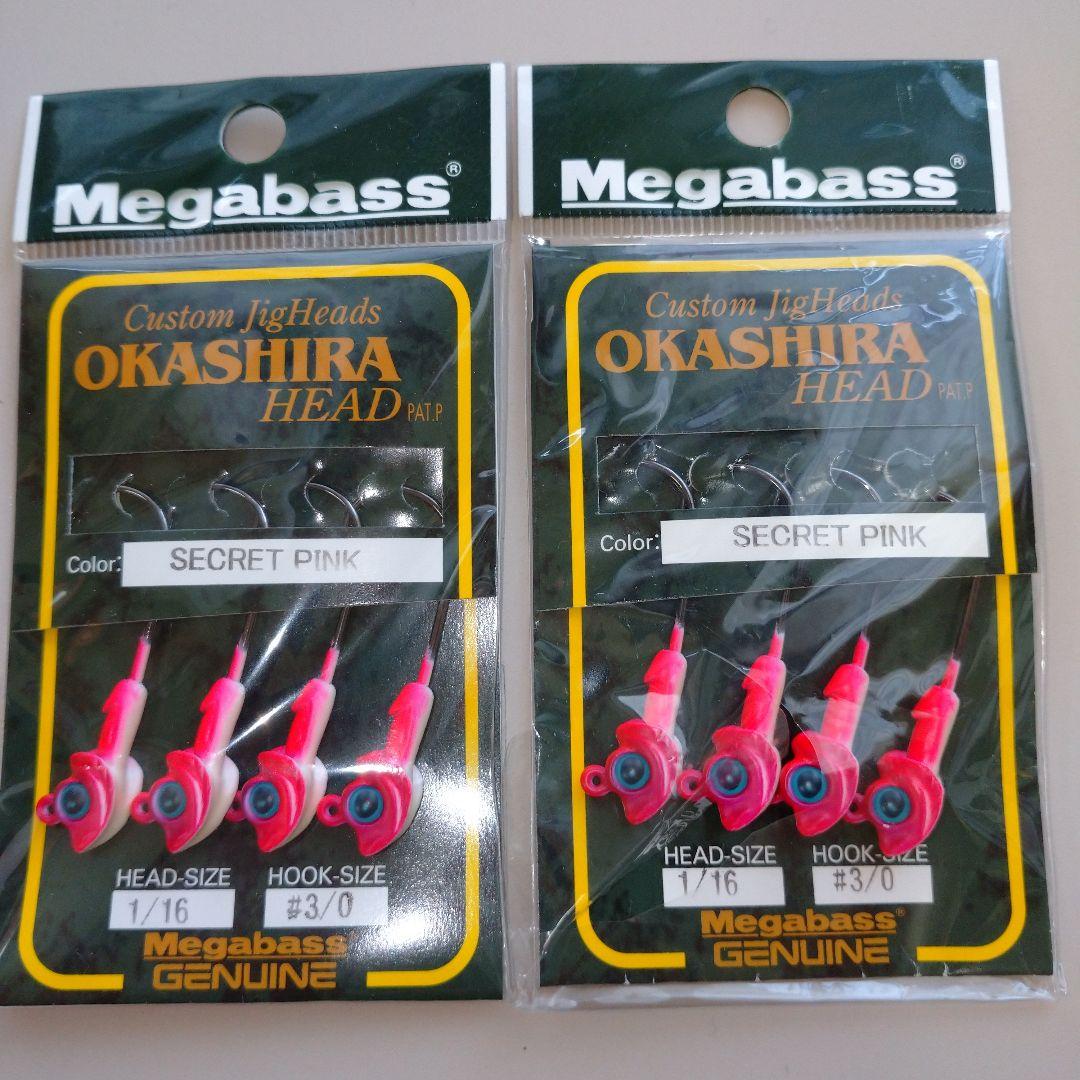 Megabass®
Custom JigHeads
OKASHIRA
HEAD PAT.P
Color: SECRET PINK
HEAD-SIZE HOOK-SIZE
1/16 #3/0
Megabass®
GENUINE
Megabass®
Custom JigHeads
OKASHIRA
HEAD PAT.P
Color: SECRET PINK
HEAD-SIZE HOOK-SIZE
1/16 #3/0
Megabass®
GENUINE